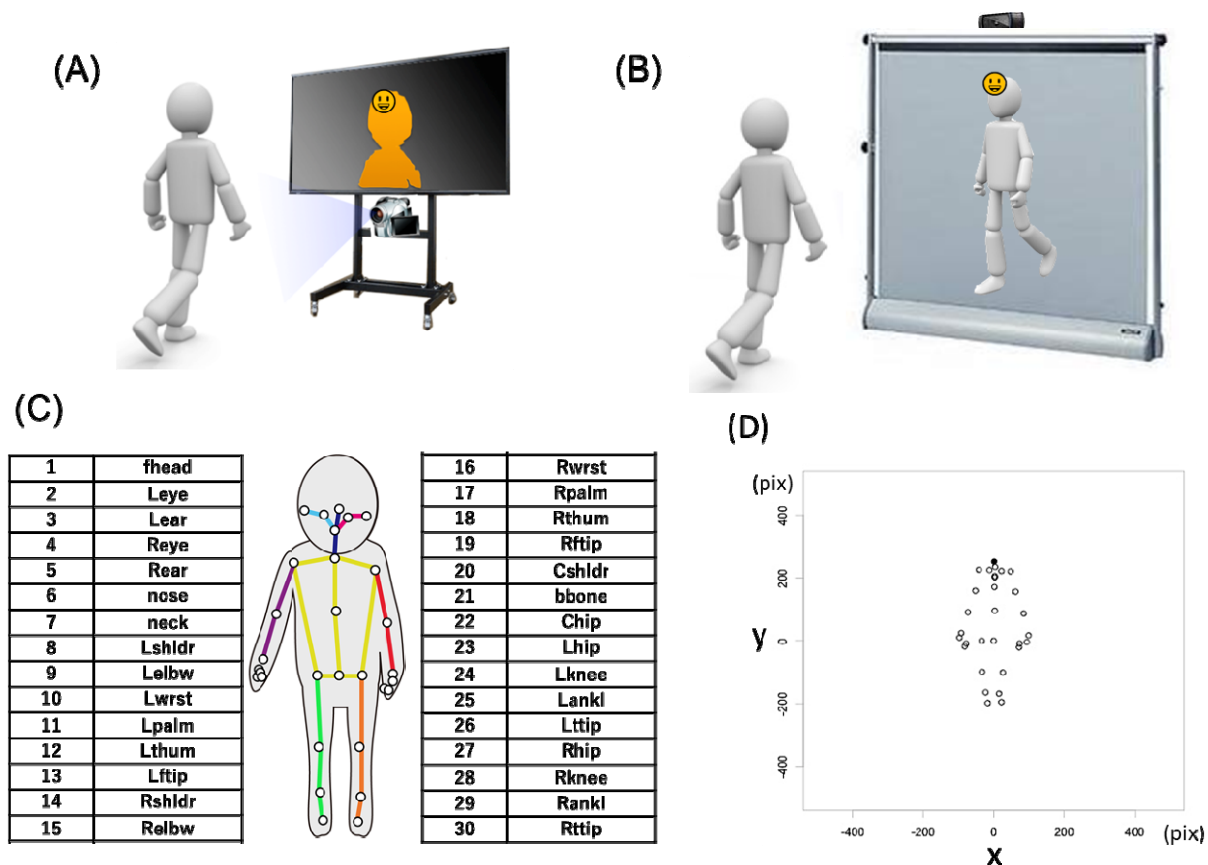 (A)
(B)
(C)
1 fhead
2 Leye
3 Lear
4 Reye
5 Rear
6 nose
7 neck
8 Lshldr
9 Lelbw
10 Lwrst
11 Lpalm
12 Lthum
13 Lftip
14 Rshldr
15 Relbw
16 Rwrst
17 Rpalm
18 Rthum
19 Rftip
20 Cshldr
21 bbone
22 Chip
23 Lhip
24 Lknee
25 Lankl
26 Lttip
27 Rhip
28 Rknee
29 Rankl
30 Rttip
(D)
(pix)
400
200
y
0
-200
-400
-400 -200 0 200 400 (pix)
x